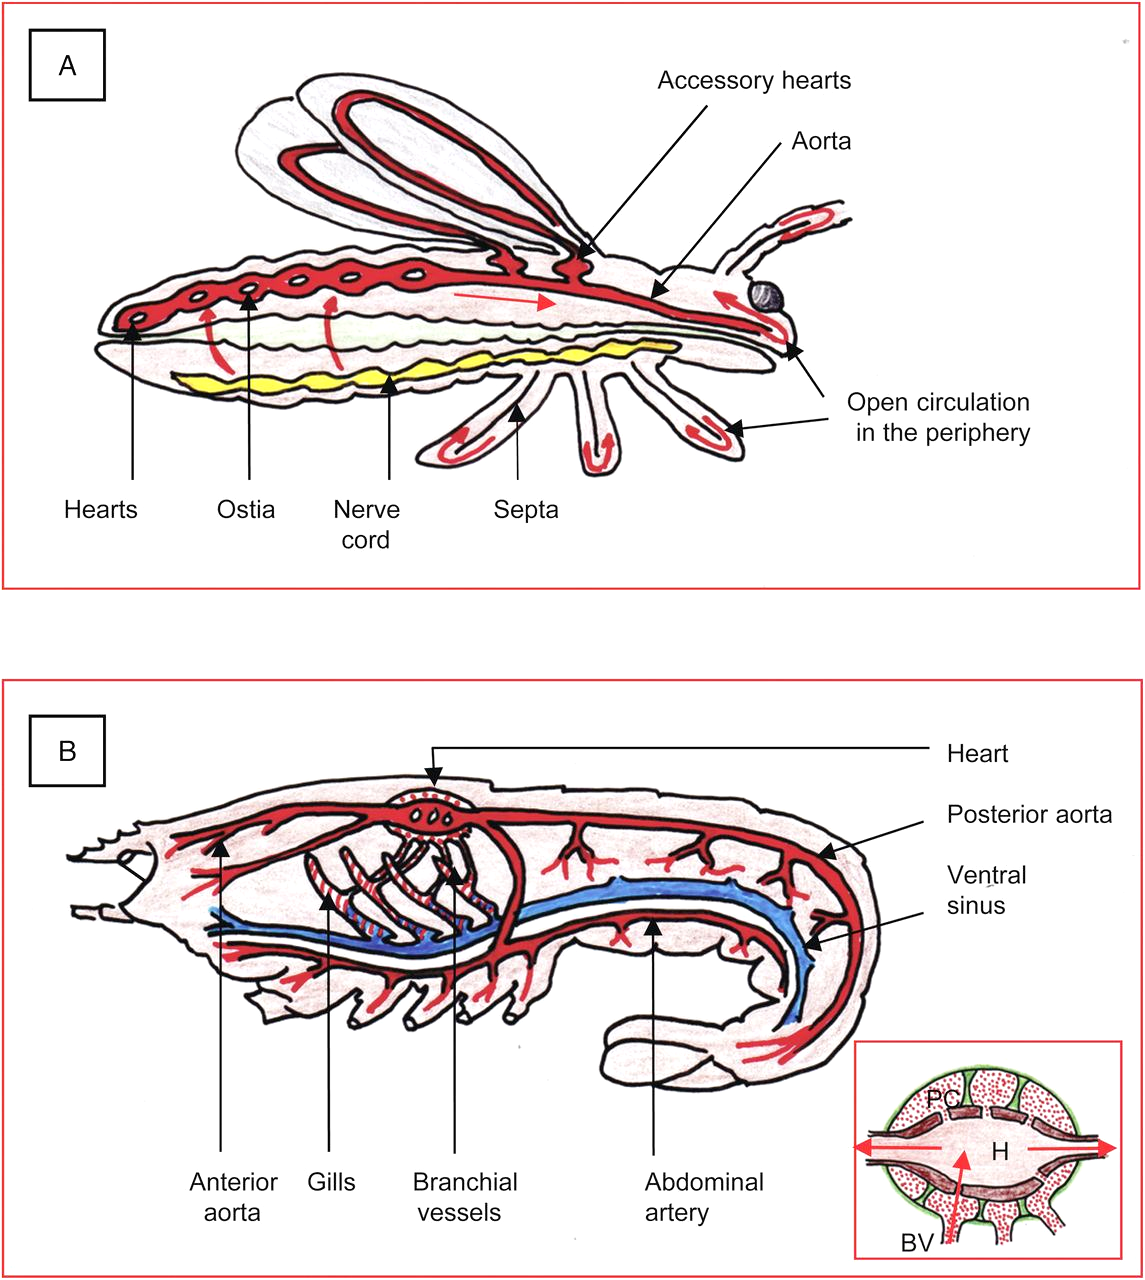 A
Accessory hearts
Aorta
Open circulation
in the periphery
Hearts
Ostia
Nerve
cord
Septa
B
Heart
Posterior aorta
Ventral
sinus
Anterior
aorta
Gills
Branchial
vessels
Abdominal
artery
PC
H
BV